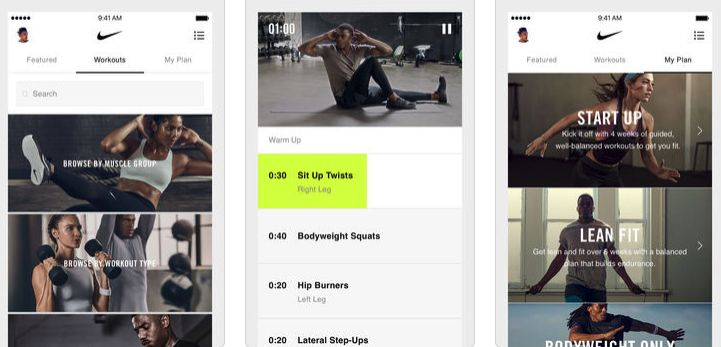 9:41 AM
Featured
Workouts
My Plan
Search
BROWSE BY MUSCLE GROUP
BROWSE BY WORKOUT TYPE
01:00
Warm Up
0:30 Sit Up Twists
Right Leg
0:40 Bodyweight Squats
0:20 Hip Burners
Left Leg
0:20 Lateral Step-Ups
9:41 AM
Featured
Workouts
My Plan
START UP
Kick it off with 4 weeks of guided,
well-balanced workouts to get you fit.
LEAN FIT
Get lean and fit over 6 weeks with a balanced
plan that builds endurance.
BODYWEIGHT ONLY